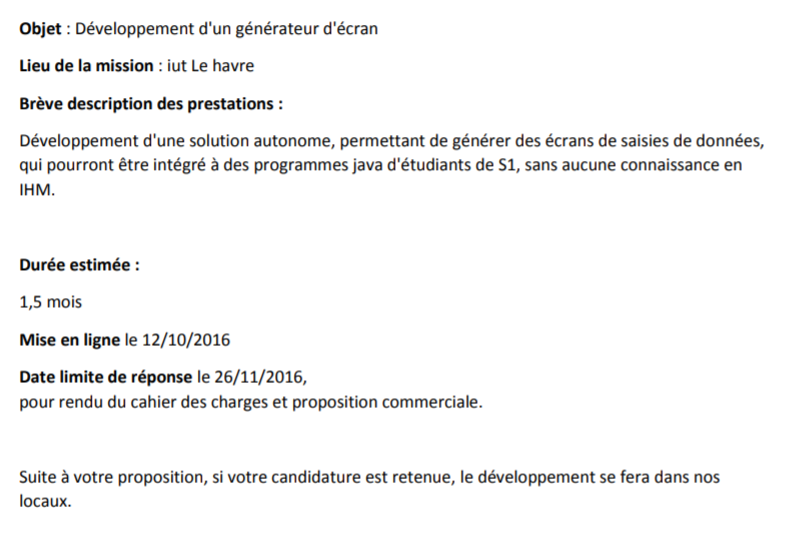 Objet : Développement d'un générateur d'écran
Lieu de la mission : iut Le havre
Brève description des prestations :
Développement d'une solution autonome, permettant de générer des écrans de saisies de données,
qui pourront être intégré à des programmes java d'étudiants de S1, sans aucune connaissance en
IHM.
Durée estimée :
1,5 mois
Mise en ligne le 12/10/2016
Date limite de réponse le 26/11/2016,
pour rendu du cahier des charges et proposition commerciale.
Suite à votre proposition, si votre candidature est retenue, le développement se fera dans nos
locaux.